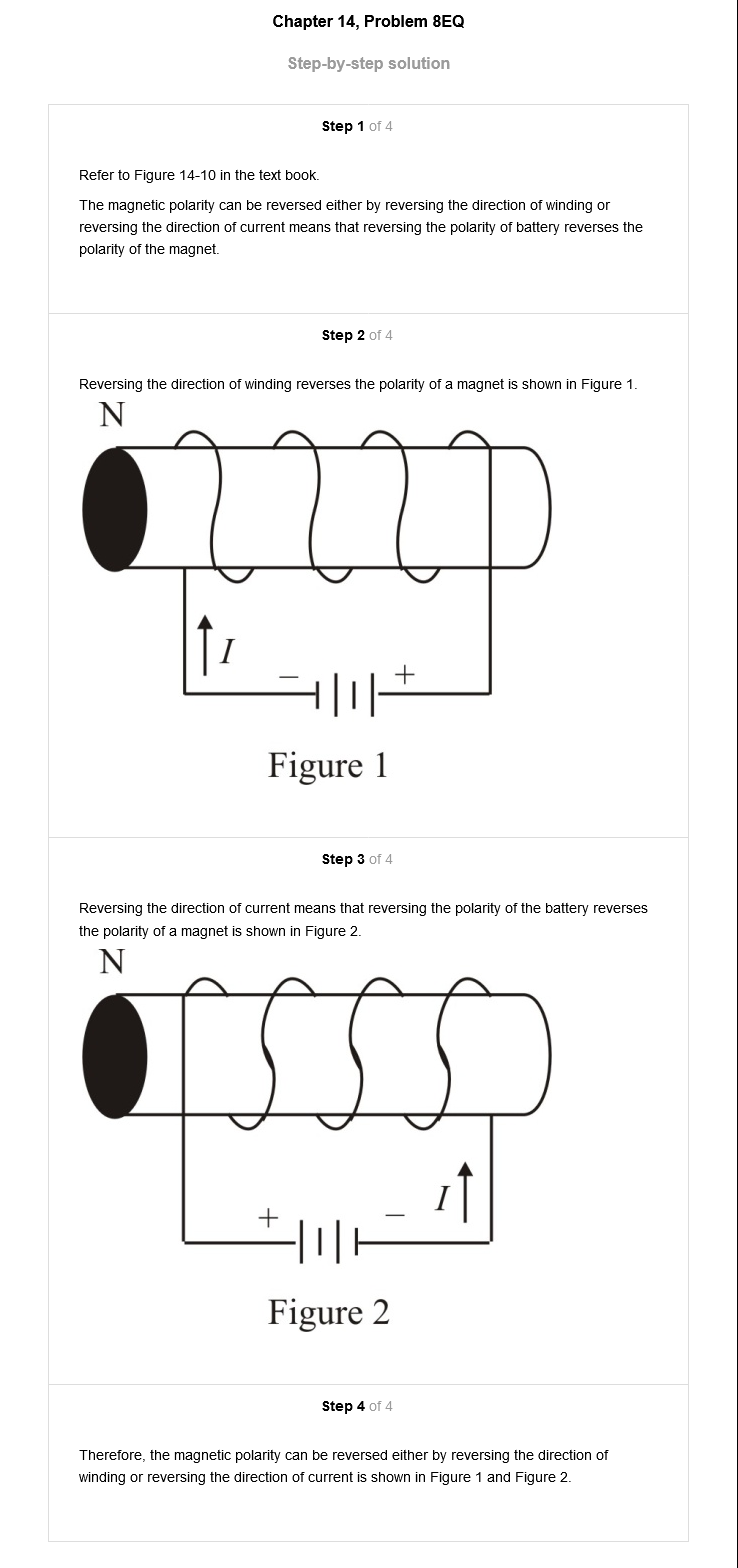 Chapter 14, Problem 8EQ
Step-by-step solution
Step 1 of 4
Refer to Figure 14-10 in the text book.
The magnetic polarity can be reversed either by reversing the direction of winding or
reversing the direction of current means that reversing the polarity of battery reverses the
polarity of the magnet.
Step 2 of 4
Reversing the direction of winding reverses the polarity of a magnet is shown in Figure 1.
N
I
− +
Figure 1
Step 3 of 4
Reversing the direction of current means that reversing the polarity of the battery reverses
the polarity of a magnet is shown in Figure 2.
N
I
+ −
Figure 2
Step 4 of 4
Therefore, the magnetic polarity can be reversed either by reversing the direction of
winding or reversing the direction of current is shown in Figure 1 and Figure 2.